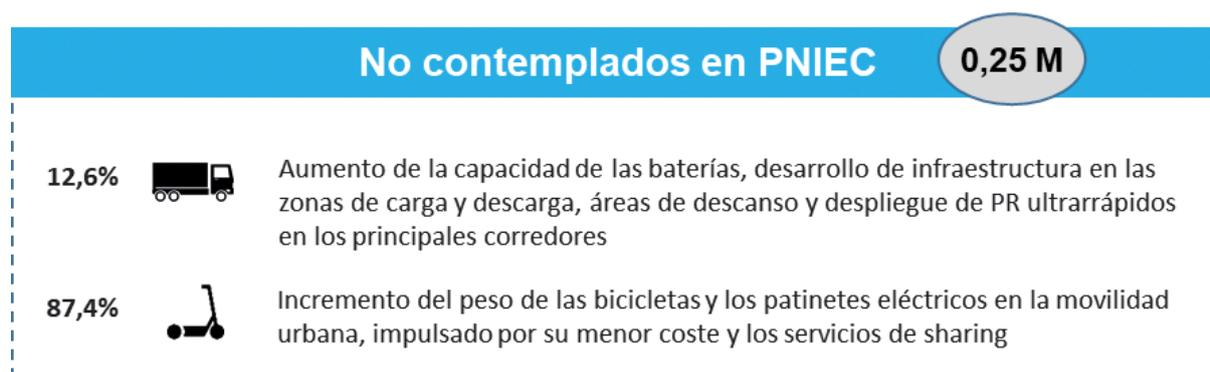 No contemplados en PNIEC 0,25 M
12,6% Aumento de la capacidad de las baterías, desarrollo de infraestructura en las
zonas de carga y descarga, áreas de descanso y despliegue de PR ultrarrápidos
en los principales corredores
87,4% Incremento del peso de las bicicletas y los patinetes eléctricos en la movilidad
urbana, impulsado por su menor coste y los servicios de sharing